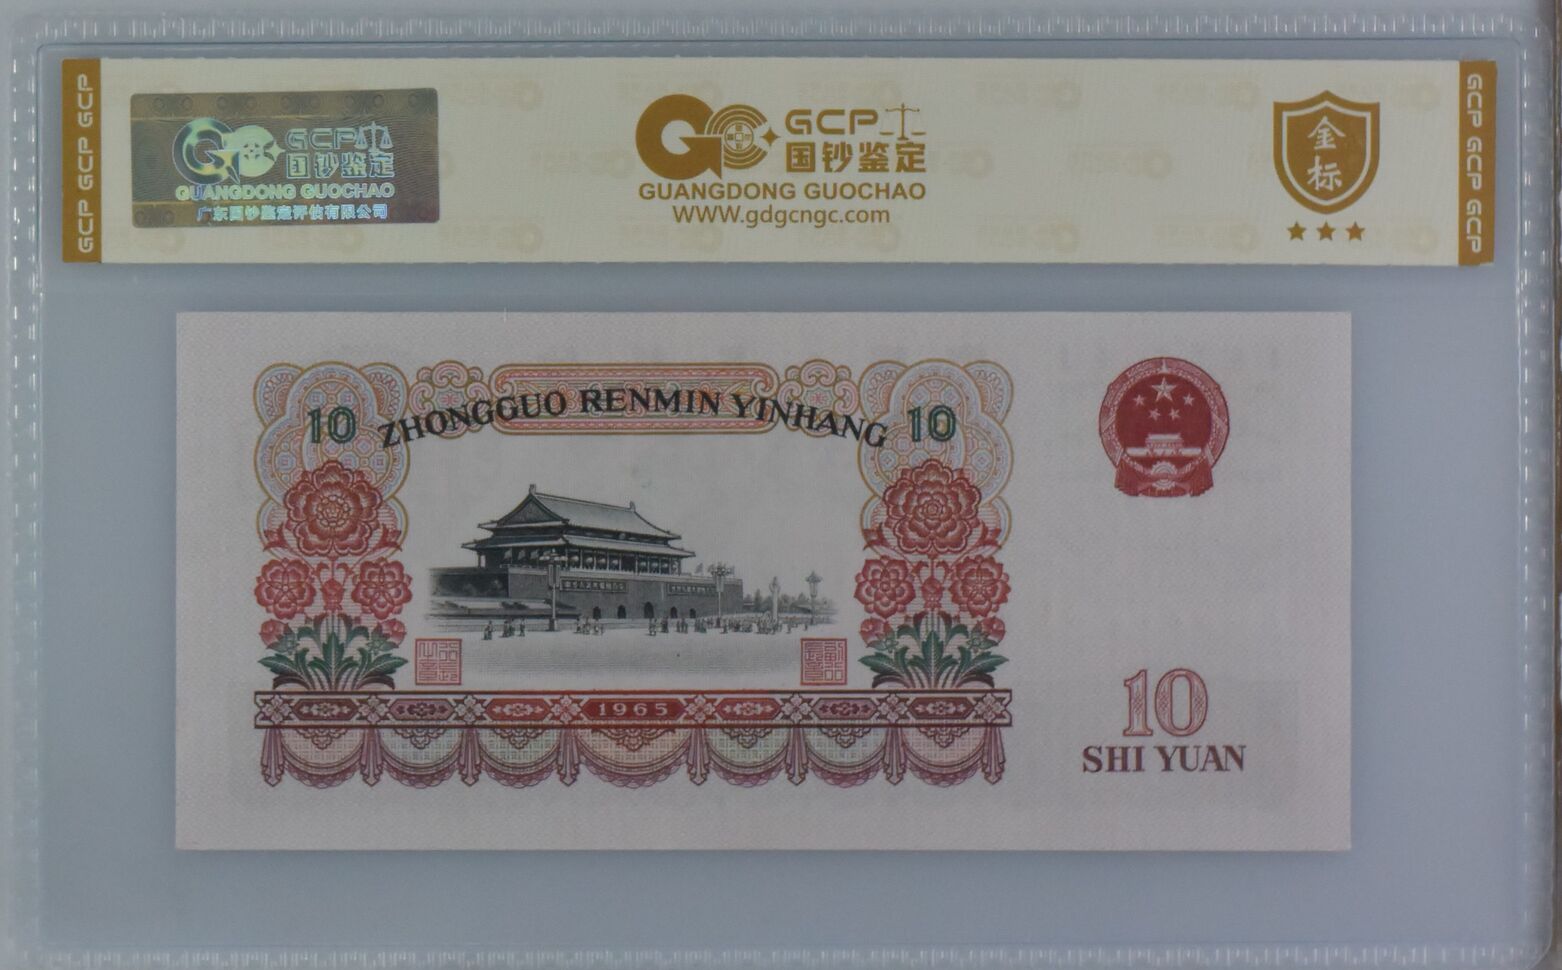 GCP GCP GCP
GCP
国钞鉴定
GUANGDONG GUOCHAO
广东国钞鉴定评估有限公司
GCP
国钞鉴定
GUANGDONG GUOCHAO
WWW.gdgcngc.com
金标
GCP GCP GCP
10 ZHONGGUO RENMIN YINHANG 10
1965
10
SHI YUAN